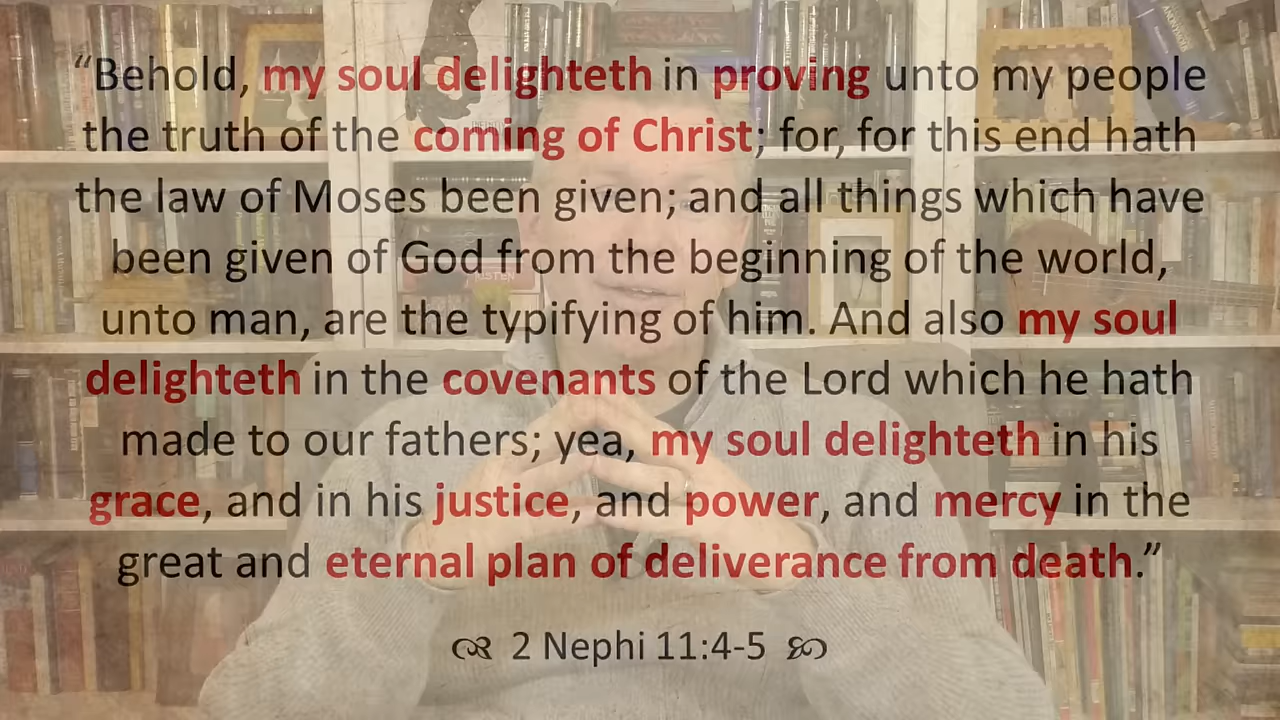 “Behold, my soul delighteth in proving unto my people
the truth of the coming of Christ; for, for this end hath
the law of Moses been given; and all things which have
been given of God from the beginning of the world,
unto man, are the typifying of him. And also my soul
delighteth in the covenants of the Lord which he hath
made to our fathers; yea, my soul delighteth in his
grace, and in his justice, and power, and mercy in the
great and eternal plan of deliverance from death.”
2 Nephi 11:4-5